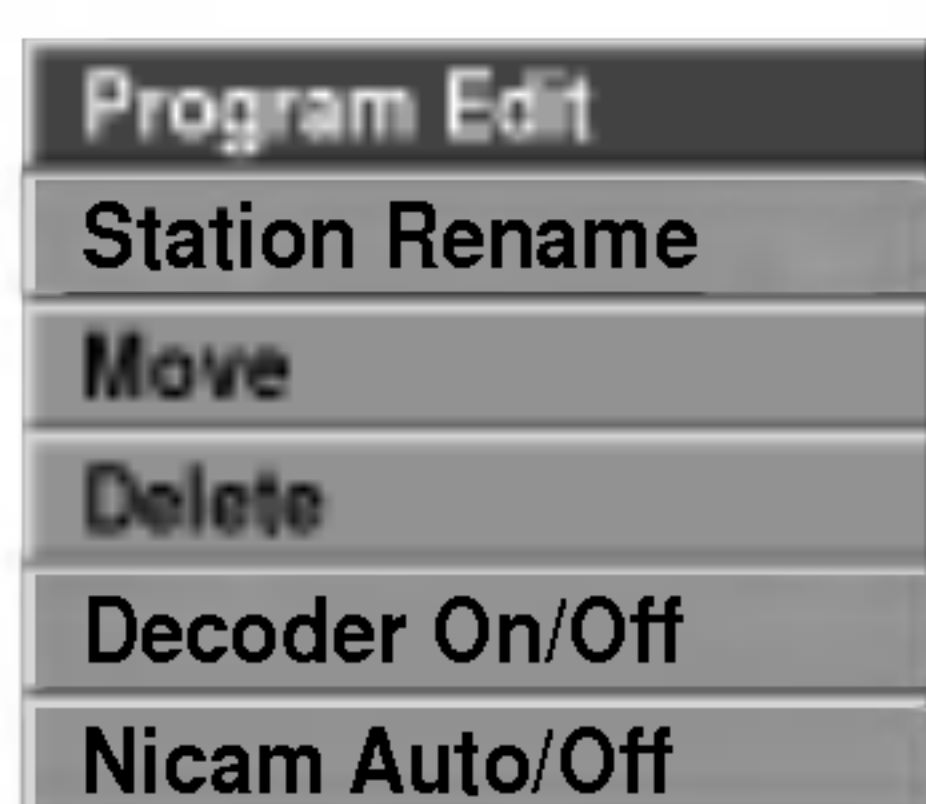 Program Edit
Station Rename
Move
Delete
Decoder On/Off
Nicam Auto/Off